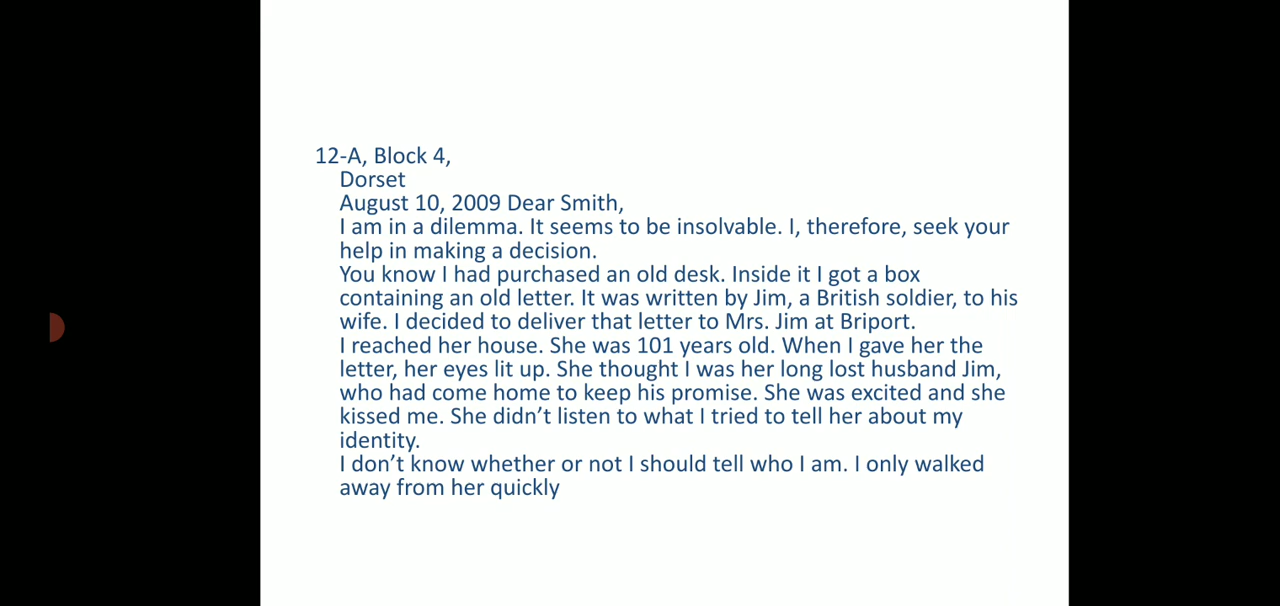 12-A, Block 4,
Dorset
August 10, 2009 Dear Smith,
I am in a dilemma. It seems to be insolvable. I, therefore, seek your
help in making a decision.
You know I had purchased an old desk. Inside it I got a box
containing an old letter. It was written by Jim, a British soldier, to his
wife. I decided to deliver that letter to Mrs. Jim at Briport.
I reached her house. She was 101 years old. When I gave her the
letter, her eyes lit up. She thought I was her long lost husband Jim,
who had come home to keep his promise. She was excited and she
kissed me. She didn’t listen to what I tried to tell her about my
identity.
I don’t know whether or not I should tell who I am. I only walked
away from her quickly